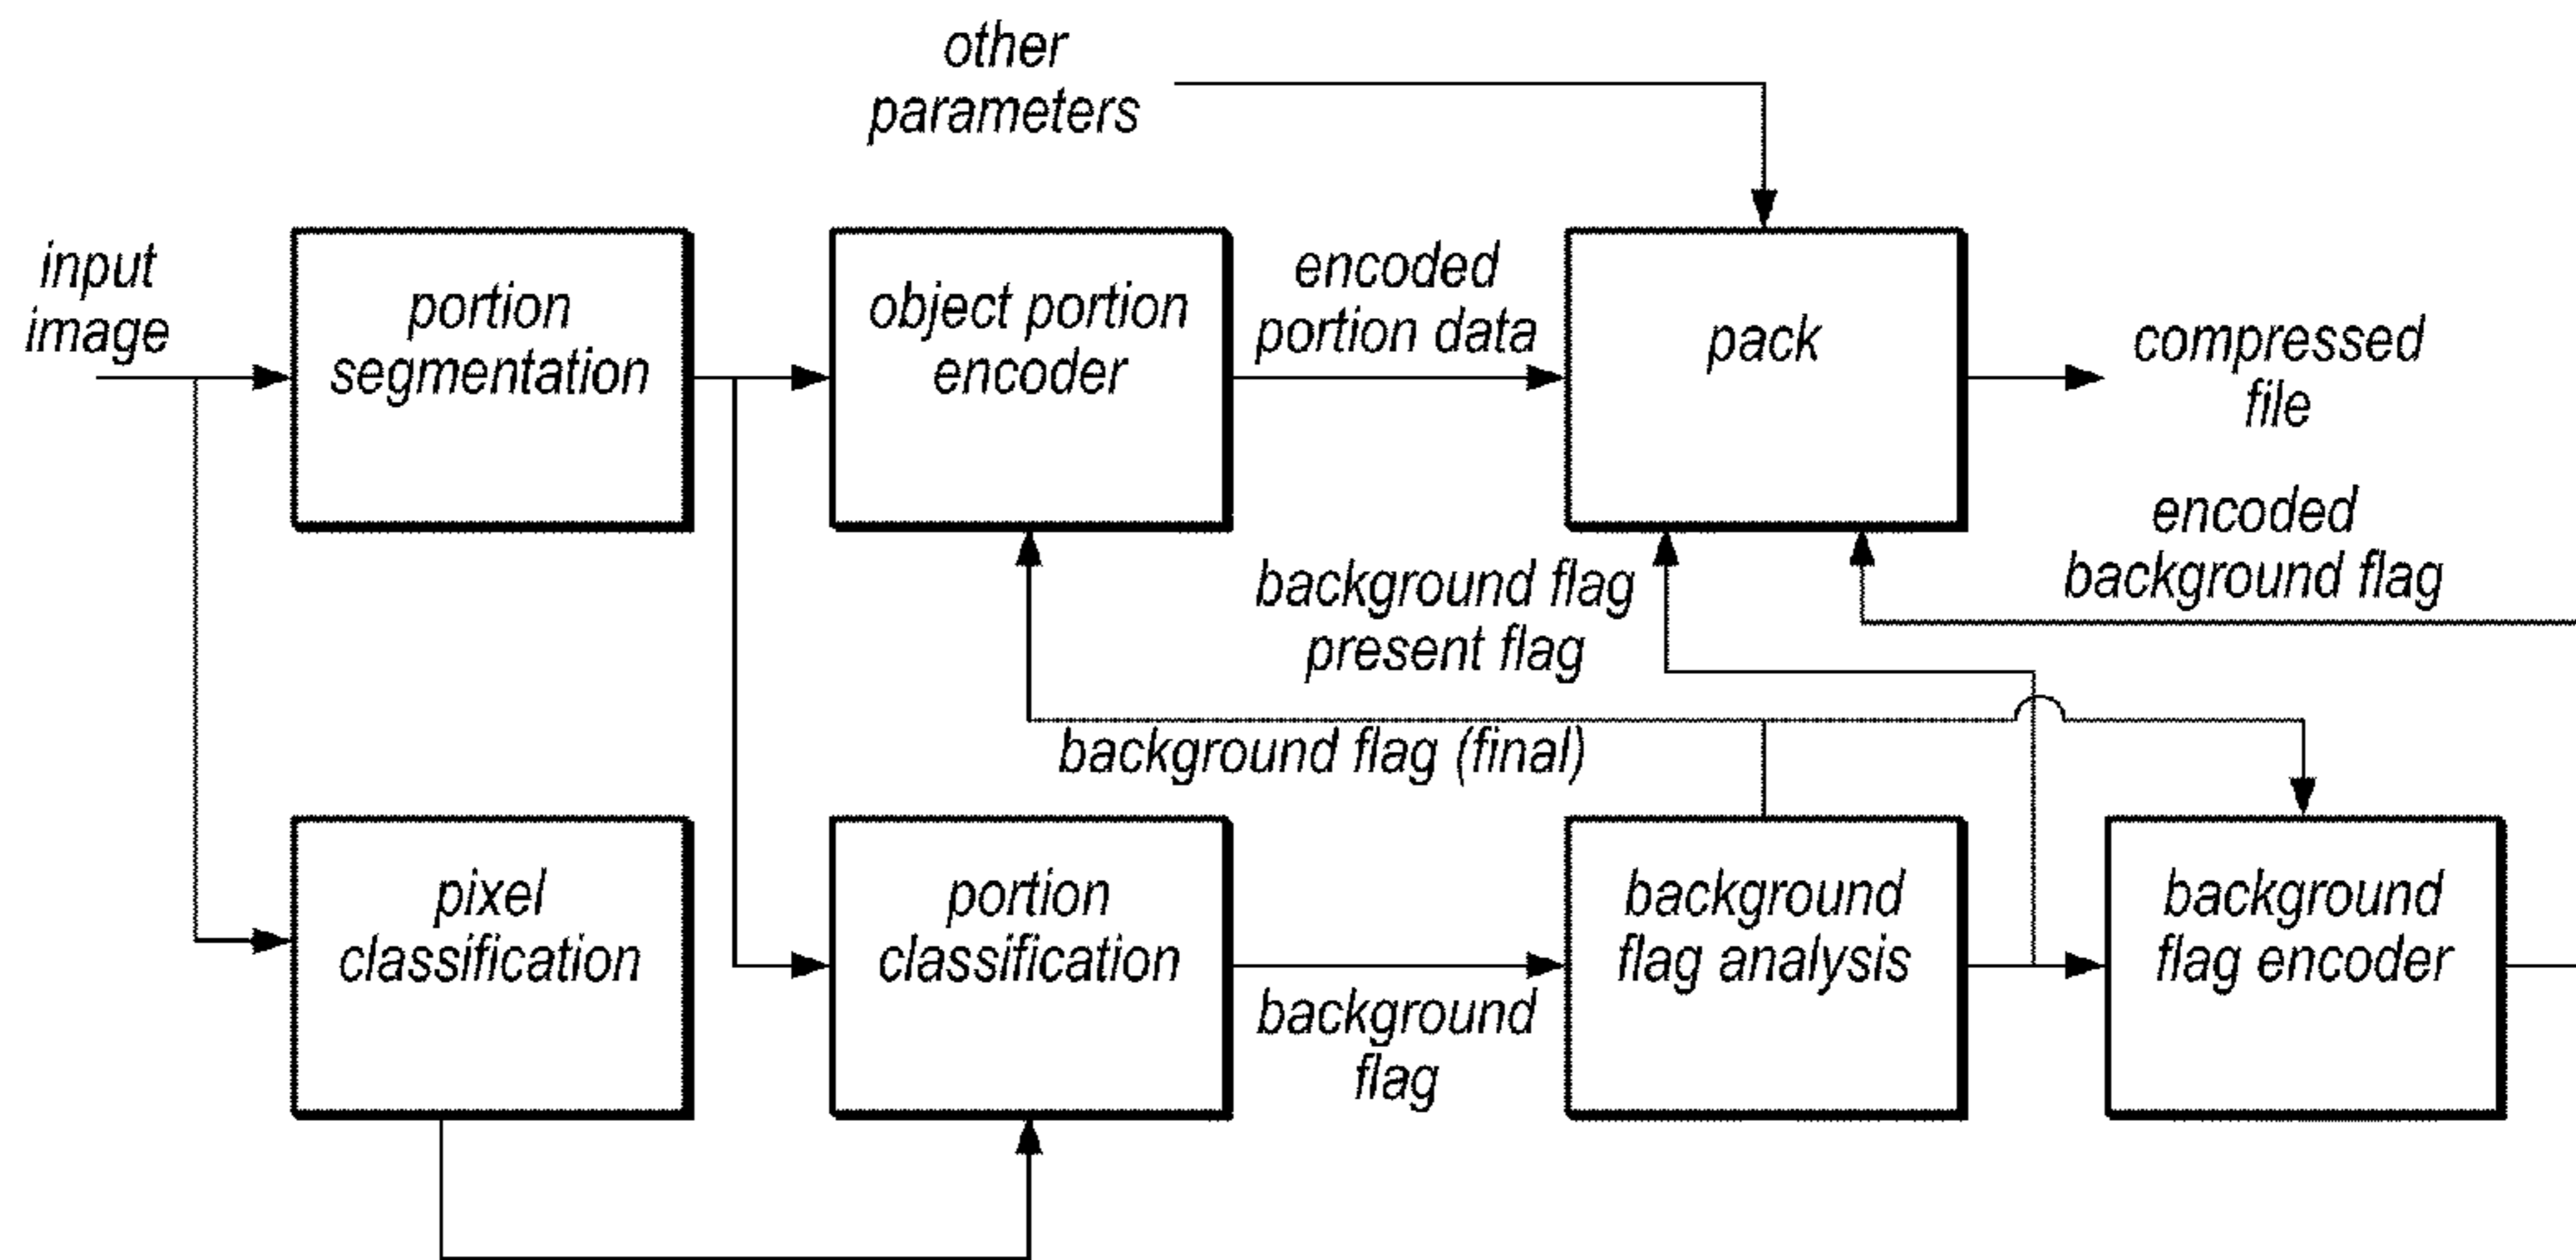 other
parameters
input
image
portion
segmentation
object portion
encoder
encoded
portion data
pack
compressed
file
encoded
background flag
background flag
present flag
background flag (final)
pixel
classification
portion
classification
background
flag
background
flag analysis
background
flag encoder